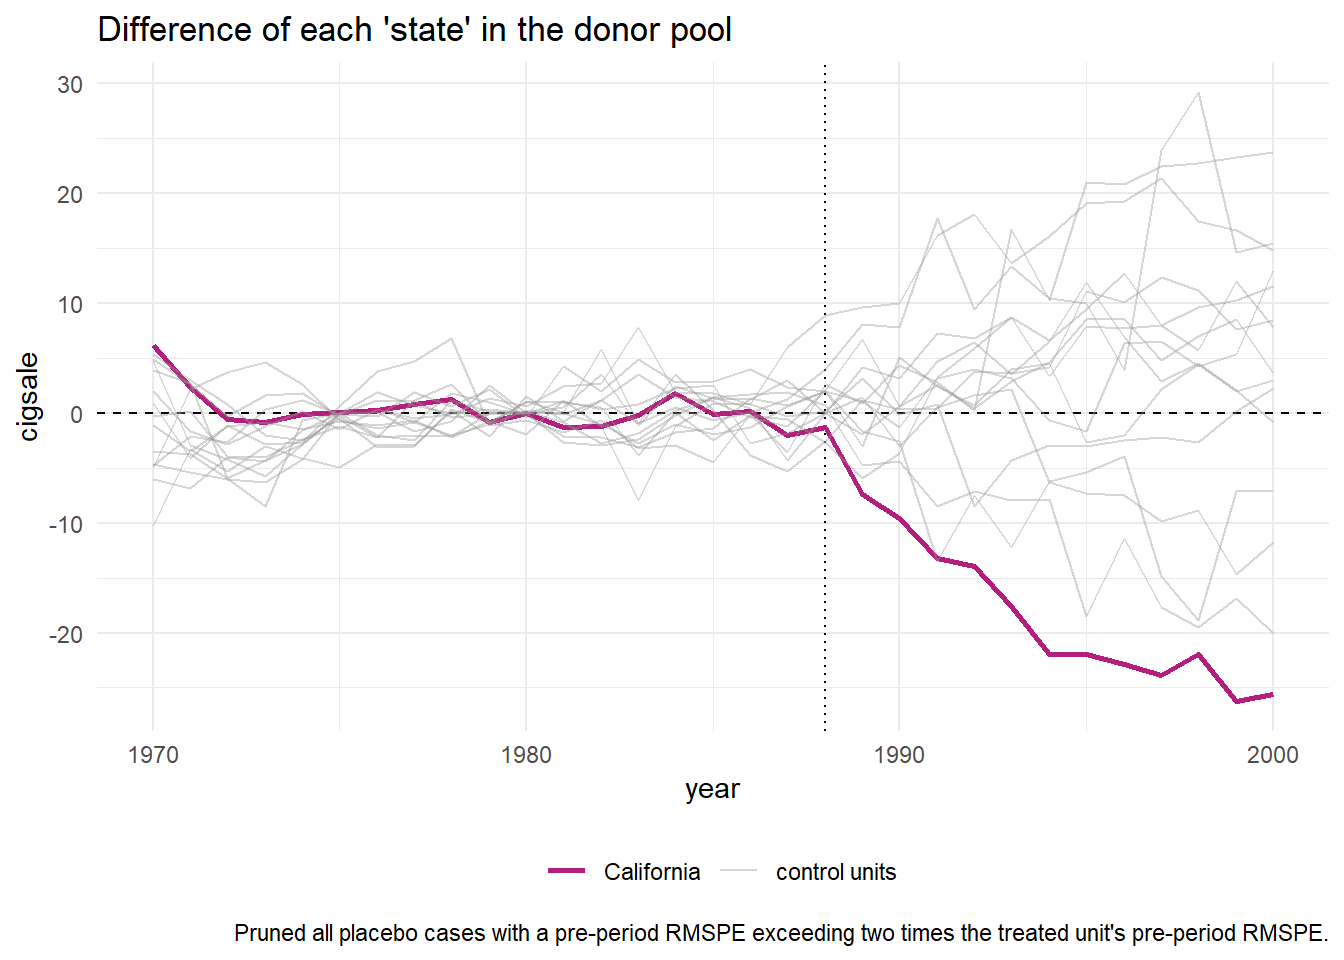 Difference of each 'state' in the donor pool
30
20
10
0
-10
-20
cigsale
1970 1980 1990 2000
year
California control units
Pruned all placebo cases with a pre-period RMSPE exceeding two times the treated unit's pre-period RMSPE.